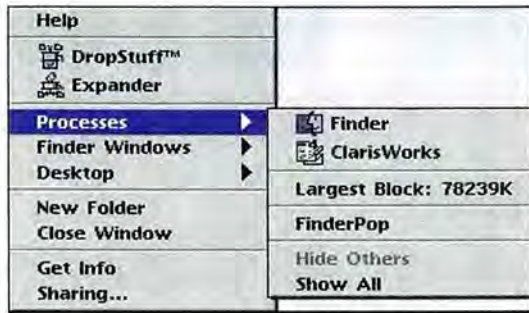 Help
DropStuff™
Expander
Processes
Finder Windows
Desktop
New Folder
Close Window
Get Info
Sharing...
Finder
ClarisWorks
Largest Block: 78239K
FinderPop
Hide Others
Show All